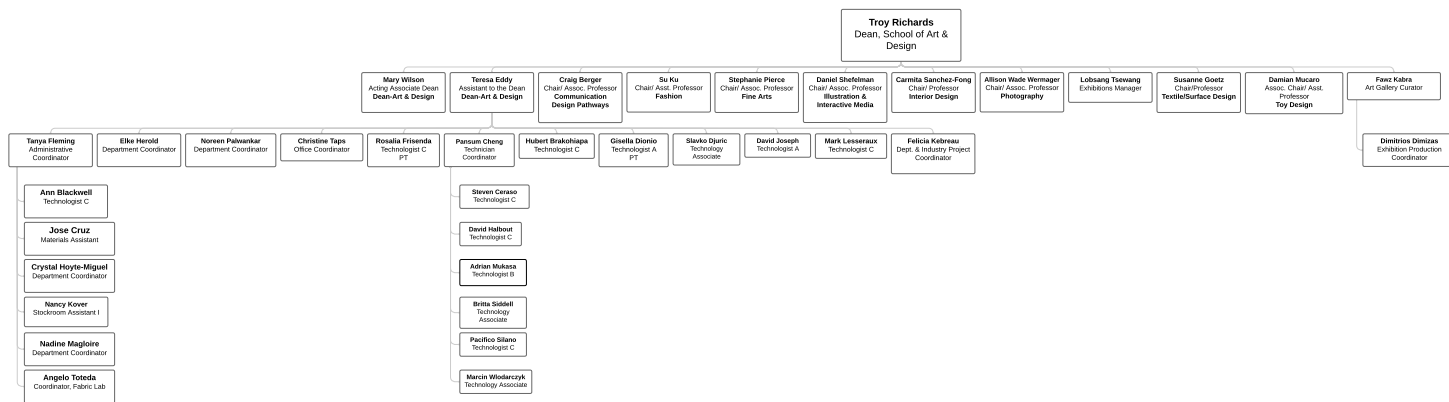 Troy Richards
Dean, School of Art &
Design
Mary Wilson
Acting Associate Dean
Dean-Art & Design
Teresa Eddy
Assistant to the Dean
Dean-Art & Design
Craig Berger
Chair/ Assoc. Professor
Communication
Design Pathways
Su Ku
Chair/ Asst. Professor
Fashion
Stephanie Pierce
Chair/ Assoc. Professor
Fine Arts
Daniel Shefelman
Chair/ Assoc. Professor
Illustration &
Interactive Media
Carmita Sanchez-Fong
Chair/ Professor
Interior Design
Allison Wade Wermager
Chair/ Assoc. Professor
Photography
Lobsang Tsewang
Exhibitions Manager
Susanne Goetz
Chair/Professor
Textile/Surface Design
Damian Mucaro
Assoc. Chair/ Asst.
Professor
Toy Design
Fawz Kabra
Art Gallery Curator
Tanya Fleming
Administrative
Coordinator
Elke Herold
Department Coordinator
Noreen Palwankar
Department Coordinator
Christine Taps
Office Coordinator
Rosalia Frisenda
Technologist C
PT
Pansum Cheng
Technician
Coordinator
Hubert Brakohiapa
Technologist C
Gisella Dionio
Technologist A
PT
Slavko Djuric
Technology
Associate
David Joseph
Technologist A
Mark Lesseraux
Technologist C
Felicia Kebreau
Dept. & Industry Project
Coordinator
Dimitrios Dimizas
Exhibition Production
Coordinator
Ann Blackwell
Technologist C
Jose Cruz
Materials Assistant
Crystal Hoyte-Miguel
Department Coordinator
Nancy Kover
Stockroom Assistant I
Nadine Magloire
Department Coordinator
Angelo Toteda
Coordinator, Fabric Lab
Steven Ceraso
Technologist C
David Halbout
Technologist C
Adrian Mukasa
Technologist B
Britta Siddell
Technology
Associate
Pacifico Silano
Technologist C
Marcin Wlodarczyk
Technology Associate